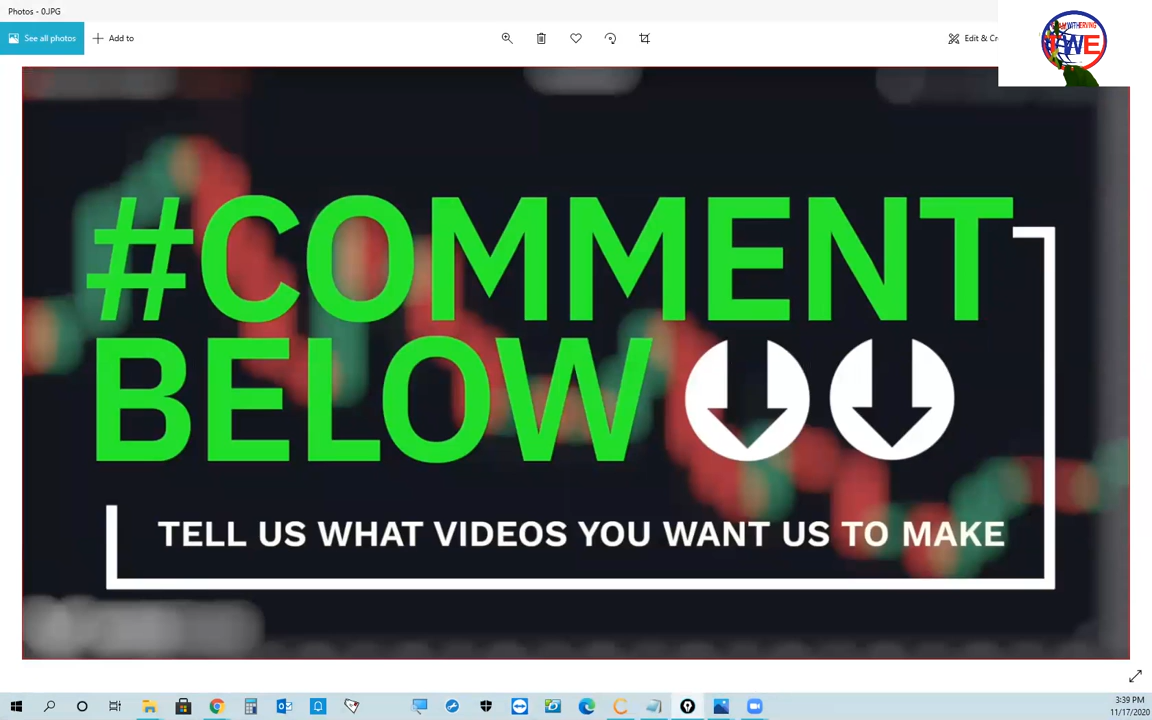 Photos - 0.JPG
See all photos
Add to
Edit & Cr
TWE
#COMMENT
BELOW
TELL US WHAT VIDEOS YOU WANT US TO MAKE
3:39 PM
11/17/2020